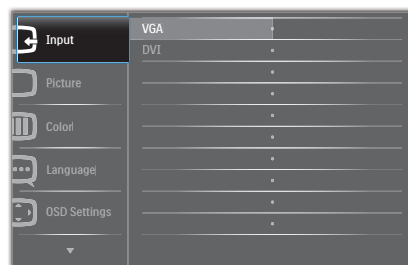 Input
VGA
DVI
Picture
Color
Language
OSD Settings